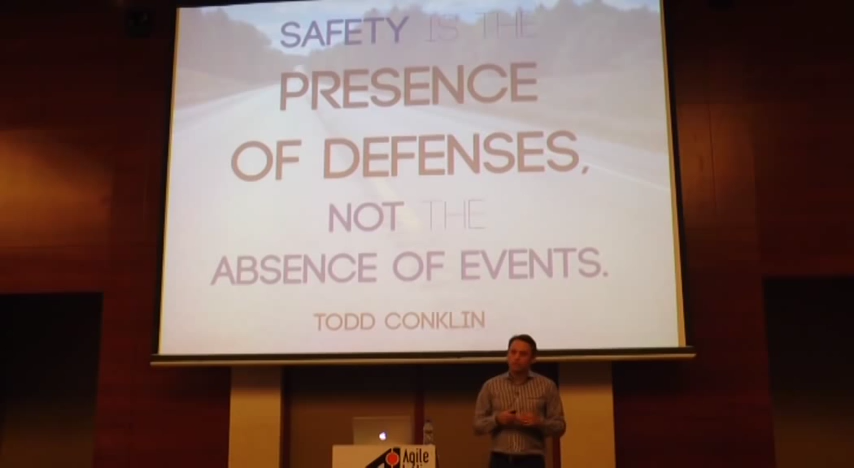 SAFETY IS THE
PRESENCE
OF DEFENSES,
NOT THE
ABSENCE OF EVENTS.
TODD CONKLIN
Agile